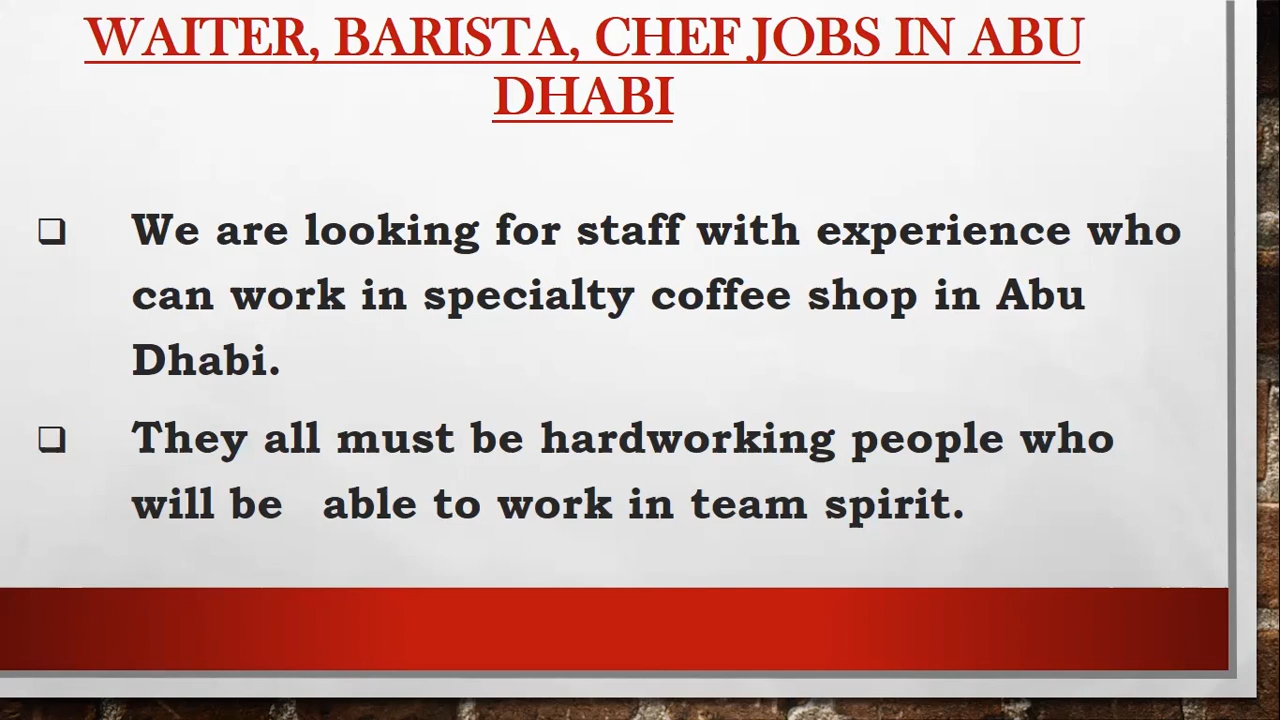 WAITER, BARISTA, CHEF JOBS IN ABU
DHABI
We are looking for staff with experience who
can work in specialty coffee shop in Abu
Dhabi.
They all must be hardworking people who
will be able to work in team spirit.